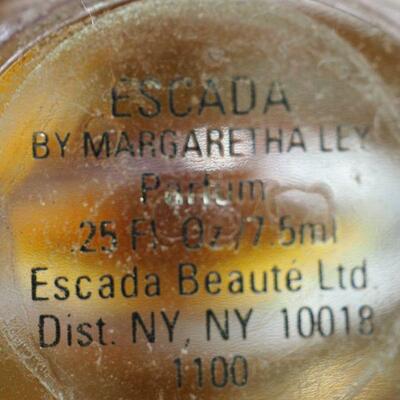 ESCADA
BY MARGARETHA LEY
Parfum
.25 Fl. Oz./7.5ml
Escada Beauté Ltd.
Dist. NY, NY 10018
1100